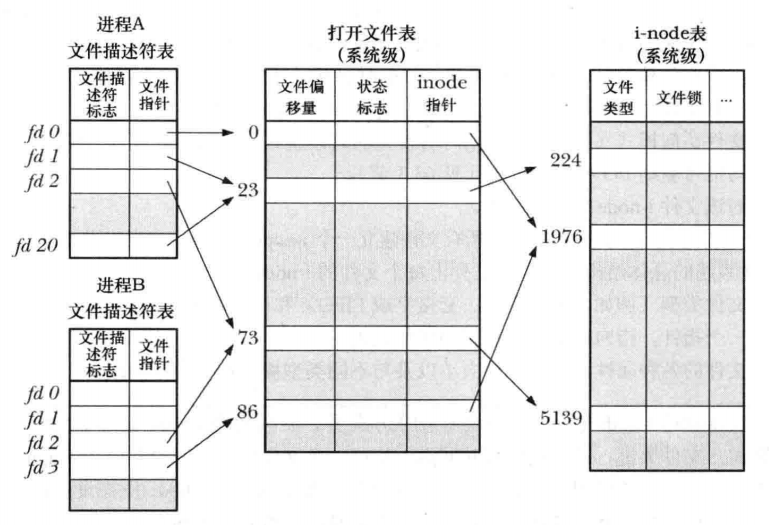 进程A
文件描述符表
文件描
述符
标志
文件
指针
fd 0
fd 1
fd 2
fd 20
进程B
文件描述符表
文件描
述符
标志
文件
指针
fd 0
fd 1
fd 2
fd 3
打开文件表
(系统级)
文件偏
移量
状态
标志
inode
指针
0
23
73
86
i-node表
(系统级)
文件
类型
文件锁
...
224
1976
5139